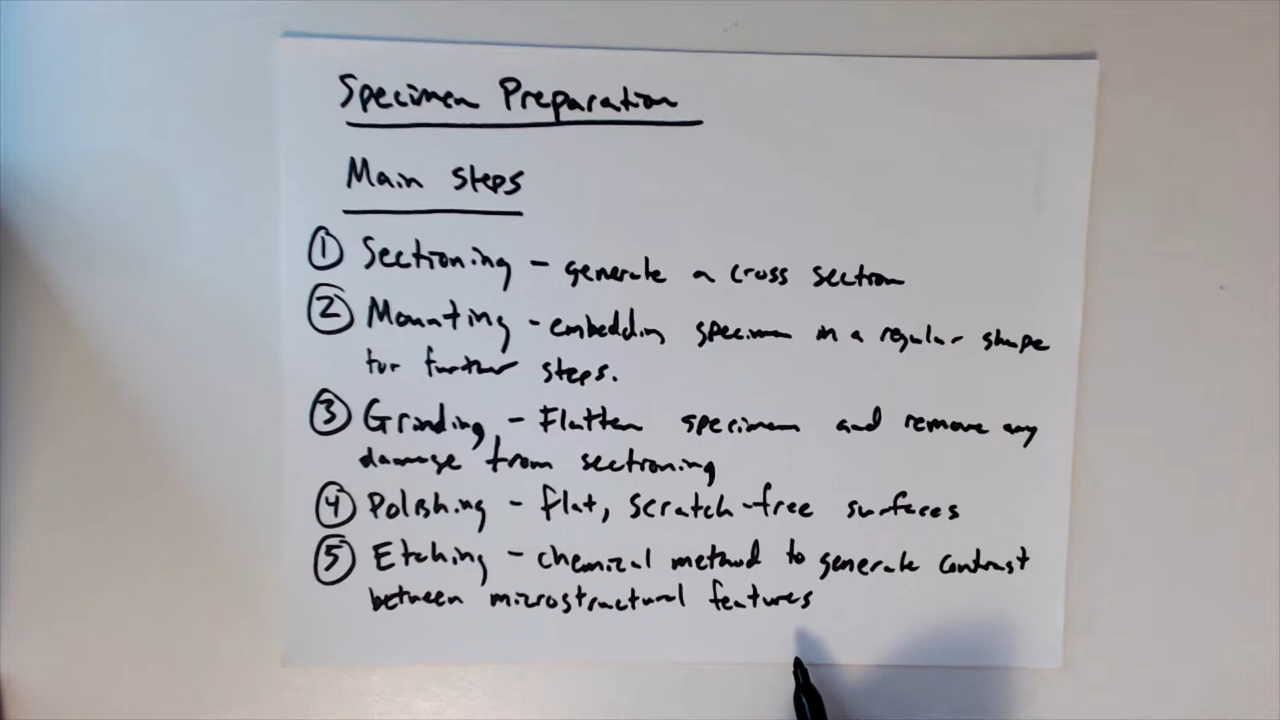 Specimen Preparation
Main Steps
① Sectioning - generate a cross section
② Mounting - embedding specimen in a regular shape
for further steps.
③ Grinding - Flatten specimen and remove any
damage from sectioning
④ Polishing - flat, scratch-free surfaces
⑤ Etching - chemical method to generate contrast
between microstructural features